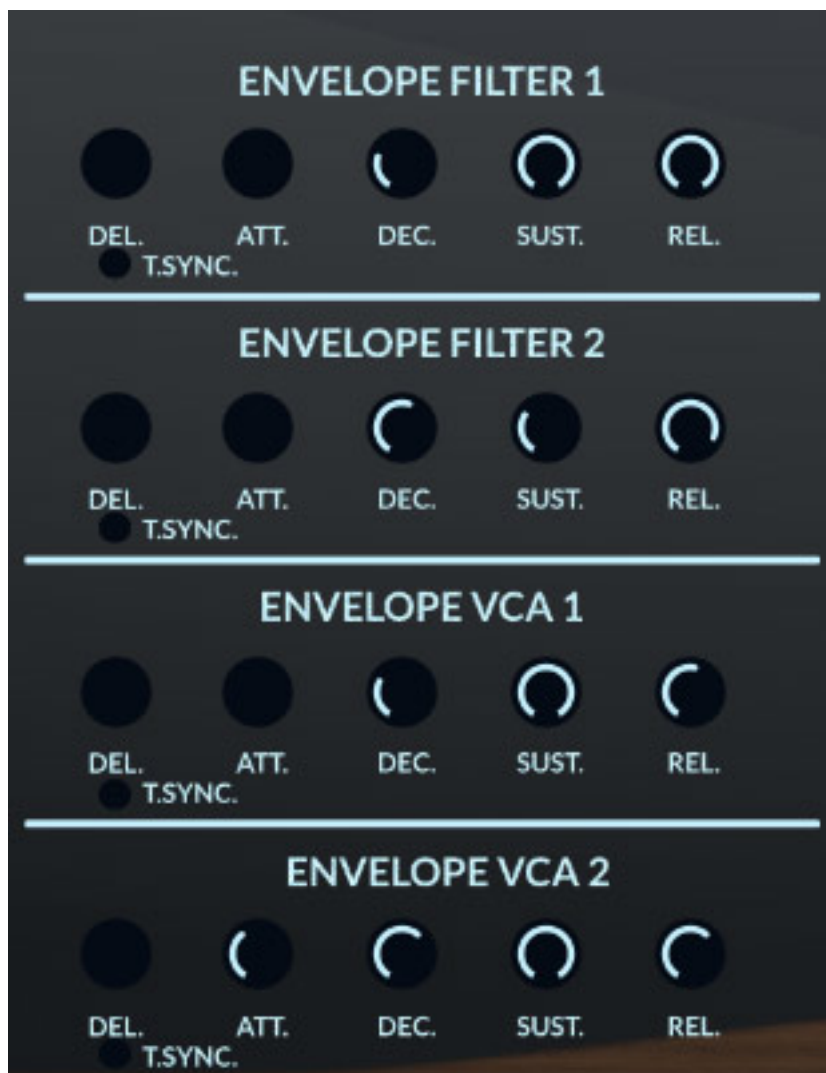 ENVELOPE FILTER 1
DEL. ATT. DEC. SUST. REL.
T.SYNC.
ENVELOPE FILTER 2
DEL. ATT. DEC. SUST. REL.
T.SYNC.
ENVELOPE VCA 1
DEL. ATT. DEC. SUST. REL.
T.SYNC.
ENVELOPE VCA 2
DEL. ATT. DEC. SUST. REL.
T.SYNC.